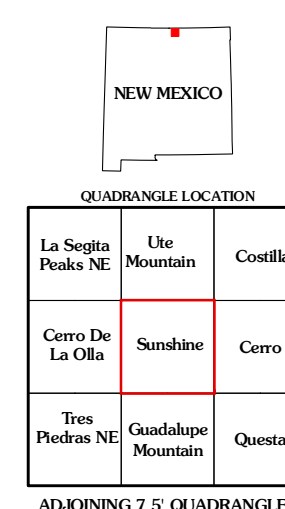 NEW MEXICO
QUADRANGLE LOCATION
La Segita
Peaks NE
Ute
Mountain
Costilla
Cerro De
La Olla
Sunshine
Cerro
Tres
Piedras NE
Guadalupe
Mountain
Questa
ADJOINING 7.5' QUADRANGLE